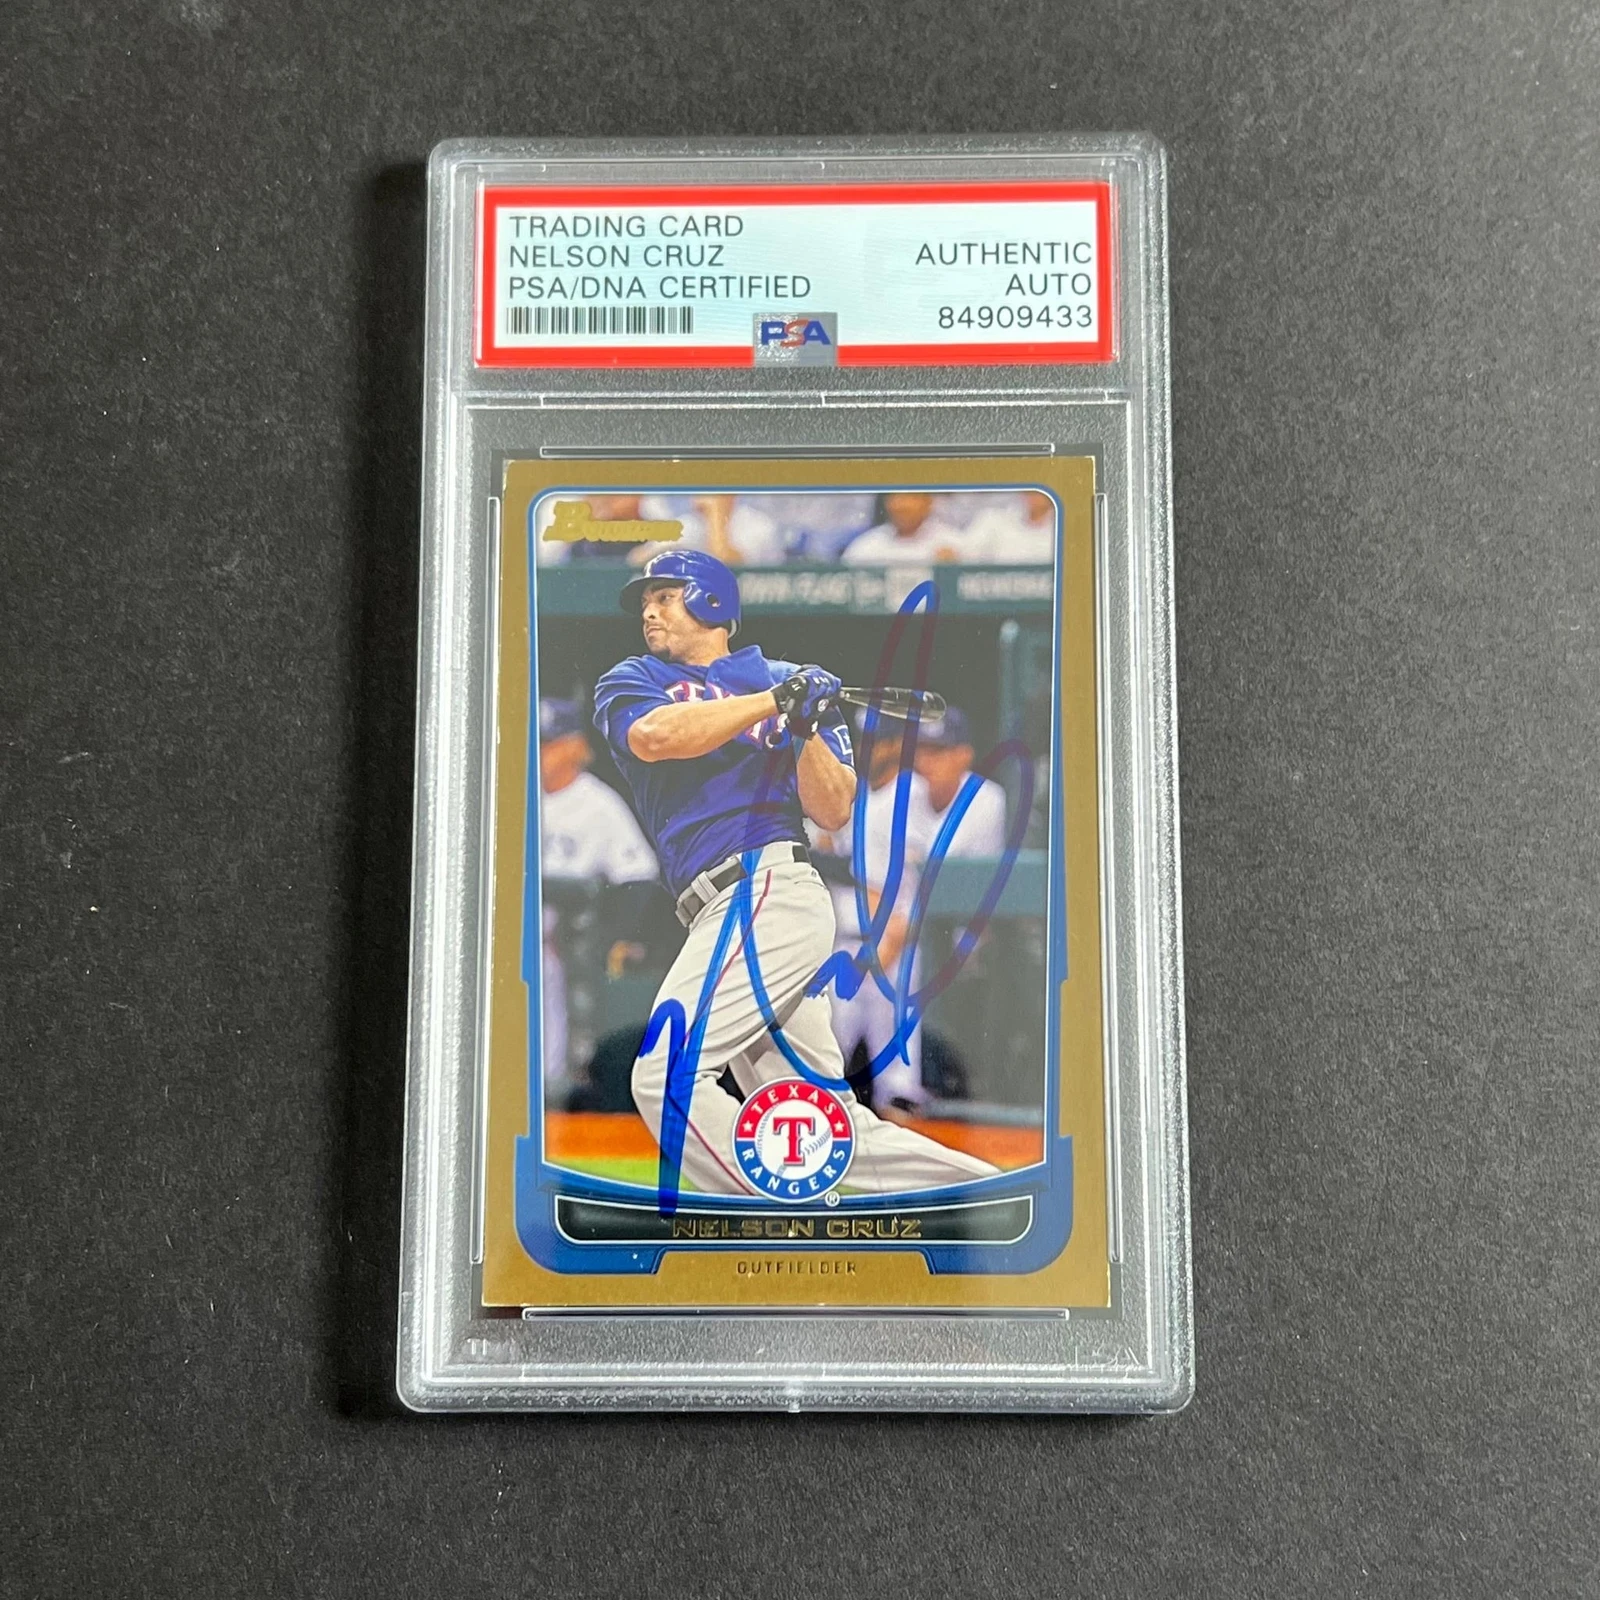 TRADING CARD
NELSON CRUZ
PSA/DNA CERTIFIED
AUTHENTIC
AUTO
84909433
PSA
Bowman
TEXAS
T
RANGERS
®
NELSON CRUZ
OUTFIELDER